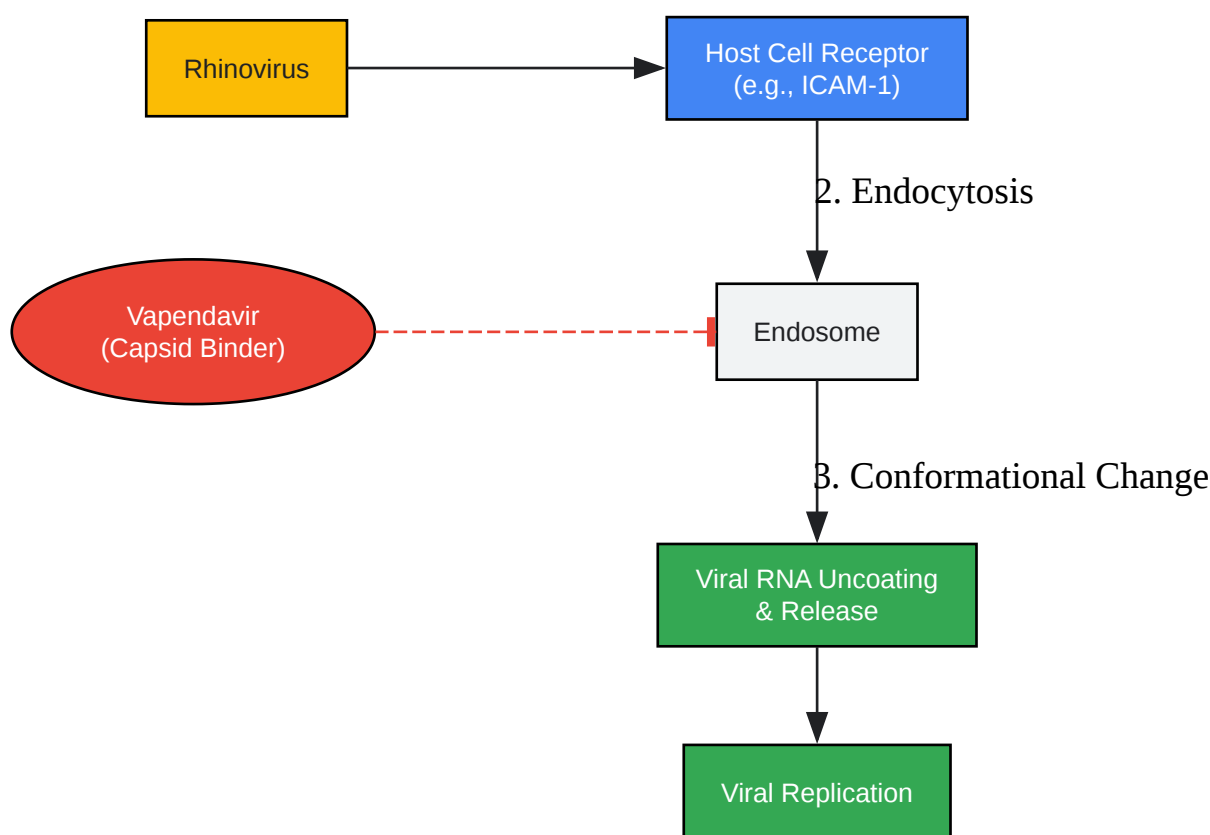 Rhinovirus
Host Cell Receptor
(e.g., ICAM-1)
2. Endocytosis
Vapendavir
(Capsid Binder)
Endosome
3. Conformational Change
Viral RNA Uncoating
& Release
Viral Replication